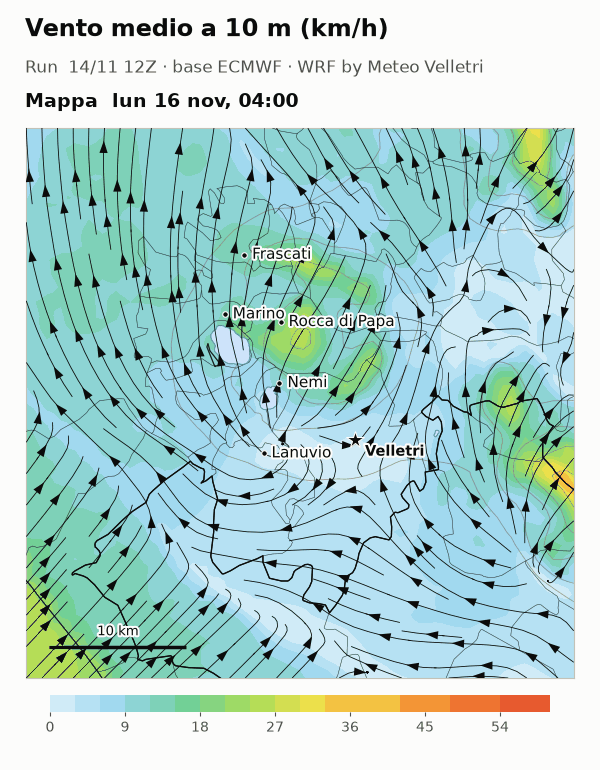 Vento medio a 10 m (km/h)
Run  14/11 12Z · base ECMWF · WRF by Meteo Velletri
Mappa  lun 16 nov, 04:00
Frascati
Marino
Rocca di Papa
Nemi
Velletri
Lanuvio
10 km
0 9 18 27 36 45 54